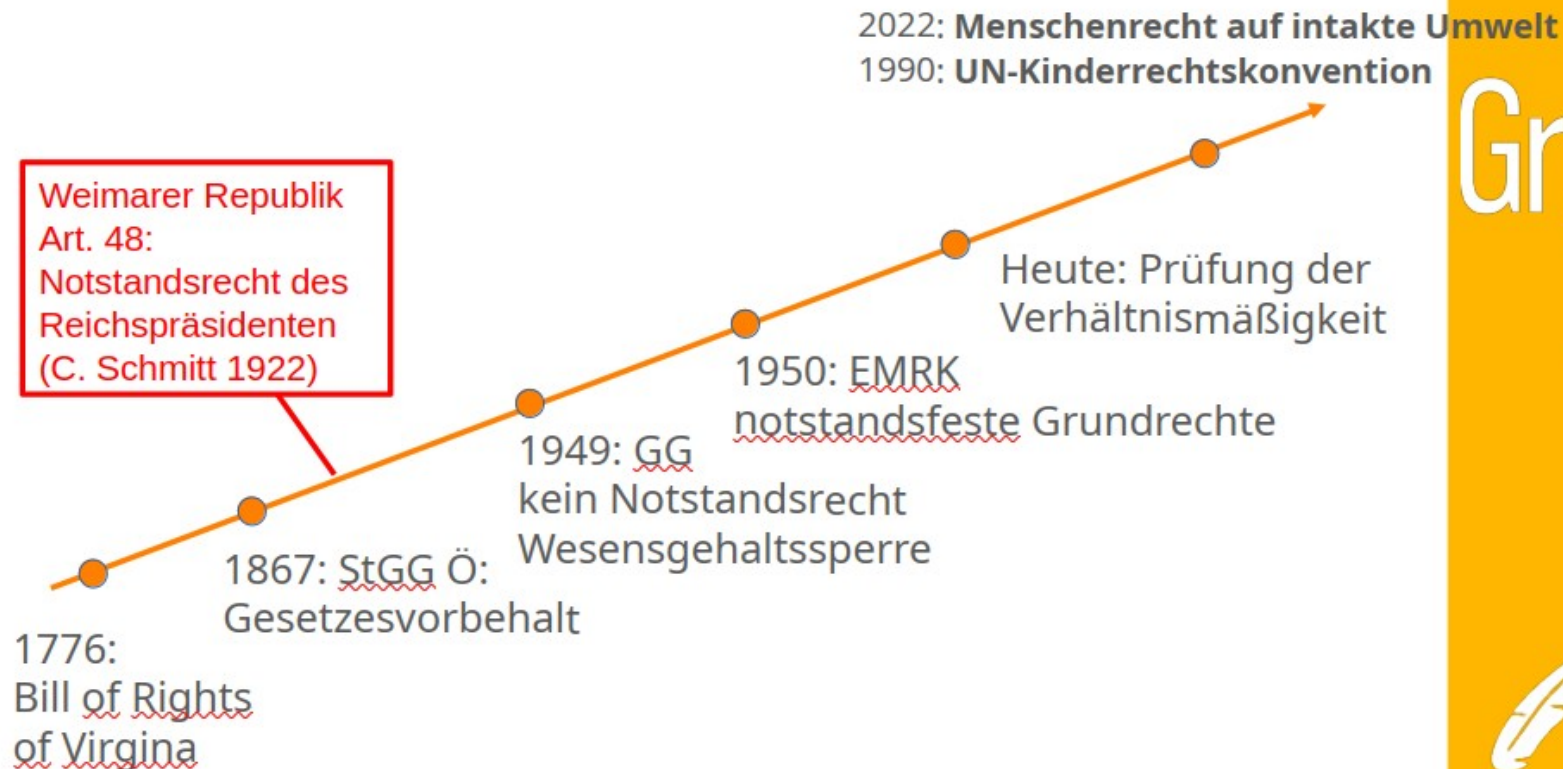 2022: Menschenrecht auf intakte Umwelt
1990: UN-Kinderrechtskonvention
Gr
Weimarer Republik
Art. 48:
Notstandsrecht des
Reichspräsidenten
(C. Schmitt 1922)
Heute: Prüfung der
Verhältnismäßigkeit
1950: EMRK
notstandsfeste Grundrechte
1949: GG
kein Notstandsrecht
Wesensgehaltssperre
1867: StGG Ö:
Gesetzesvorbehalt
1776:
Bill of Rights
of Virgina